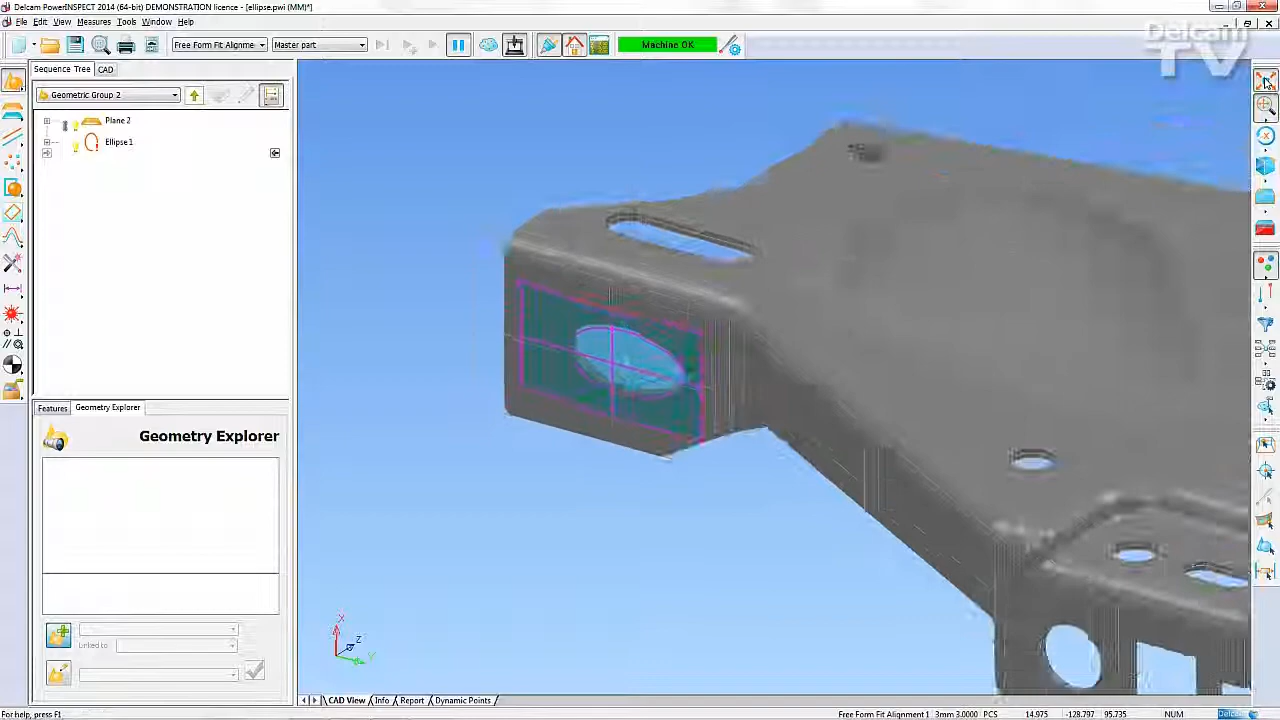 Delcam PowerINSPECT 2014 (64-bit) DEMONSTRATION licence - [ellipse.pwi (MM)*]
File Edit View Measures Tools Window Help
Delcam
TV
Free Form Fit Alignme
Master part
Machine OK
Sequence Tree
CAD
Geometric Group 2
Plane 2
Ellipse1
Features
Geometry Explorer
Geometry Explorer
Linked to
X
Z
Y
CAD View
Info
Report
Dynamic Points
For help, press F1
Free Form Fit Alignment 1
3mm 3.0000
PCS
14.975
-128.797
95.735
NUM
Delcam